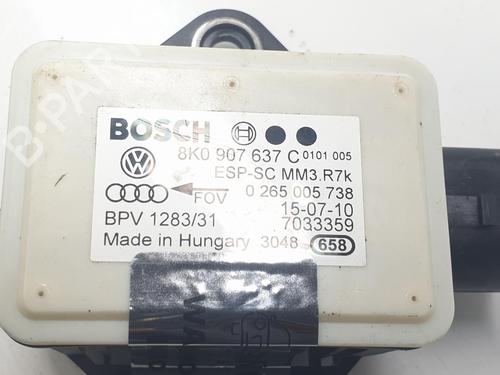 BOSCH
8K0 907 637 C 0101 005
ESP-SC MM3.R7k
FOV 0 265 005 738
15-07-10
BPV 1283/31 7033359
Made in Hungary 3048 658